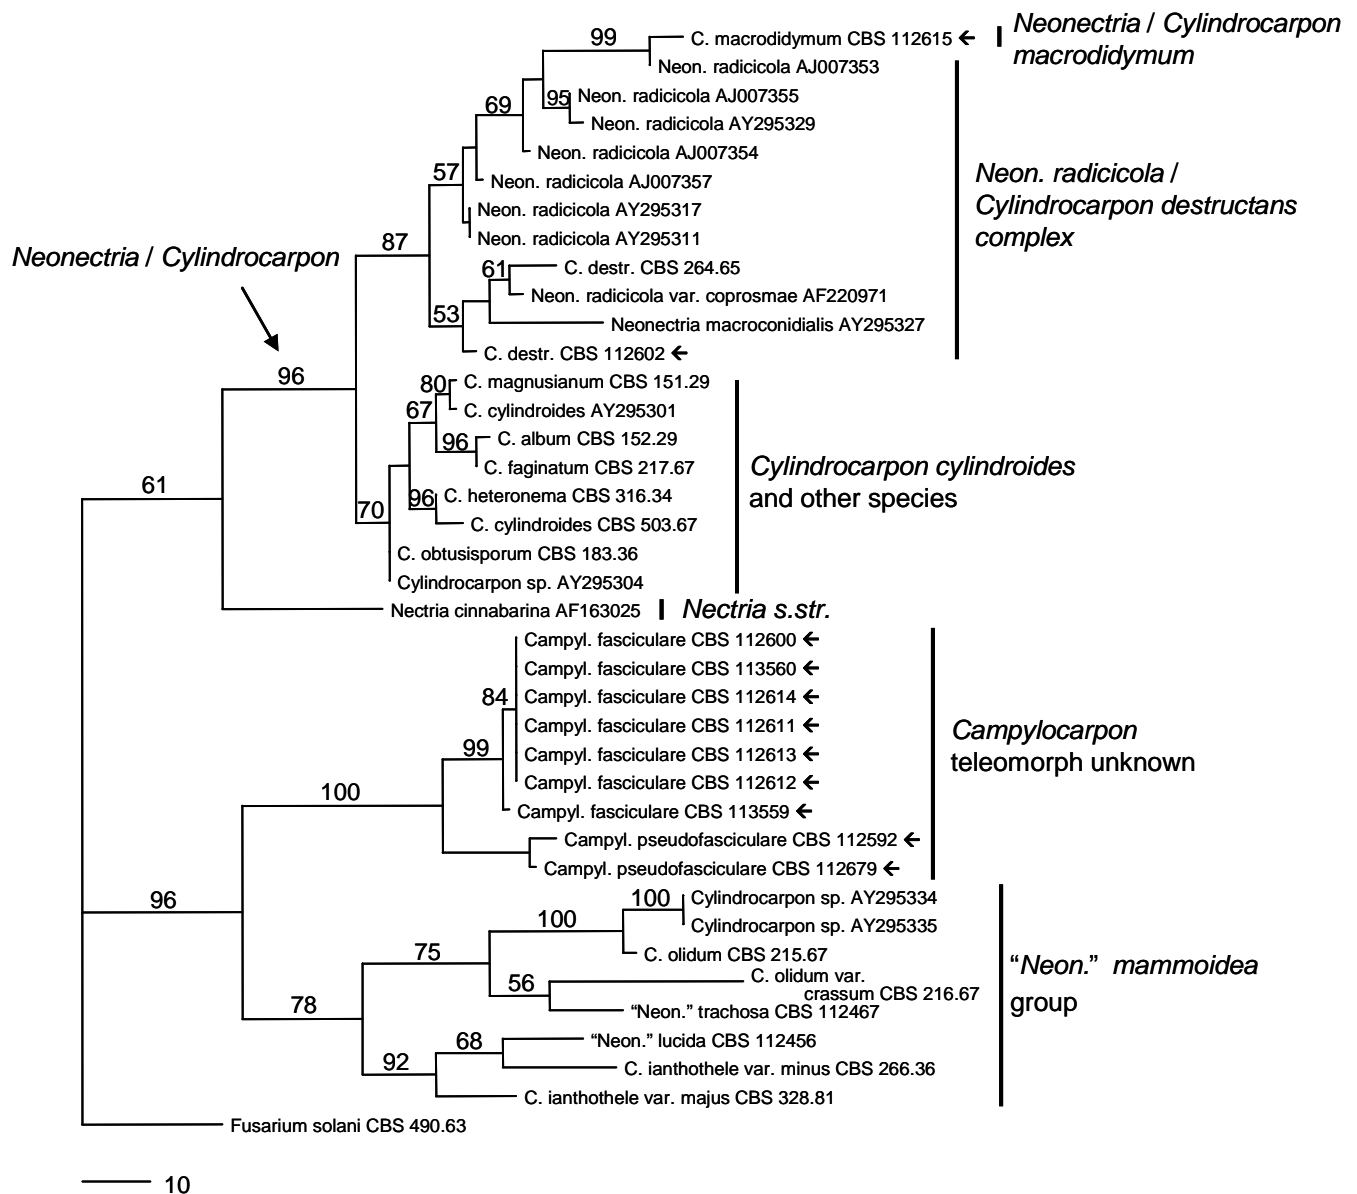 99
C. macrodidymum CBS 112615 ←
Neonectria / Cylindrocarpon
macrodidymum
Neon. radicicola AJ007353
95
Neon. radicicola AJ007355
69
Neon. radicicola AY295329
Neon. radicicola AJ007354
57
Neon. radicicola AJ007357
Neon. radicicola / 
Cylindrocarpon destructans
complex
Neon. radicicola AY295317
Neon. radicicola AY295311
87
Neonectria / Cylindrocarpon
61
C. destr. CBS 264.65
Neon. radicicola var. coprosmae AF220971
53
Neonectria macroconidialis AY295327
C. destr. CBS 112602 ←
96
80
C. magnusianum CBS 151.29
67
C. cylindroides AY295301
96
C. album CBS 152.29
C. faginatum CBS 217.67
Cylindrocarpon cylindroides
and other species
61
96
C. heteronema CBS 316.34
70
C. cylindroides CBS 503.67
C. obtusisporum CBS 183.36
Cylindrocarpon sp. AY295304
Nectria cinnabarina AF163025
Nectria s.str.
Campyl. fasciculare CBS 112600 ←
Campyl. fasciculare CBS 113560 ←
84
Campyl. fasciculare CBS 112614 ←
Campyl. fasciculare CBS 112611 ←
99
Campyl. fasciculare CBS 112613 ←
Campyl. fasciculare CBS 112612 ←
Campylocarpon
teleomorph unknown
100
Campyl. fasciculare CBS 113559 ←
Campyl. pseudofasciculare CBS 112592 ←
Campyl. pseudofasciculare CBS 112679 ←
96
100
Cylindrocarpon sp. AY295334
100
Cylindrocarpon sp. AY295335
75
C. olidum CBS 215.67
C. olidum var.
crassum CBS 216.67
56
“Neon.” trachosa CBS 112467
“Neon.” mammoidea
group
78
68
“Neon.” lucida CBS 112456
92
C. ianthothele var. minus CBS 266.36
C. ianthothele var. majus CBS 328.81
Fusarium solani CBS 490.63
10